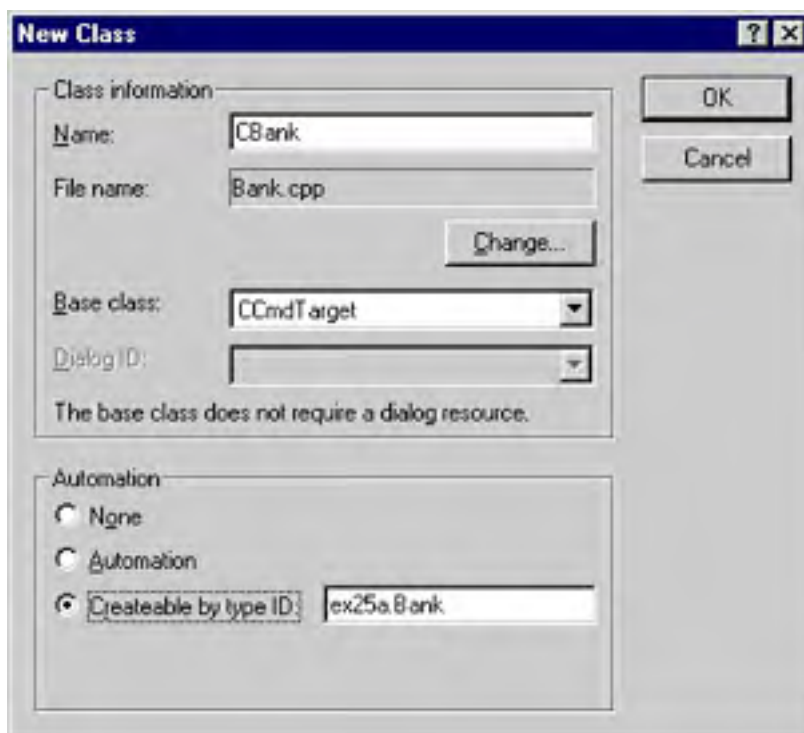 New Class
Class information
Name:
CBank
File name:
Bank.cpp
Change...
Base class:
CCmdTarget
Dialog ID:
The base class does not require a dialog resource.
OK
Cancel
Automation
None
Automation
Createable by type ID:
ex25a.Bank